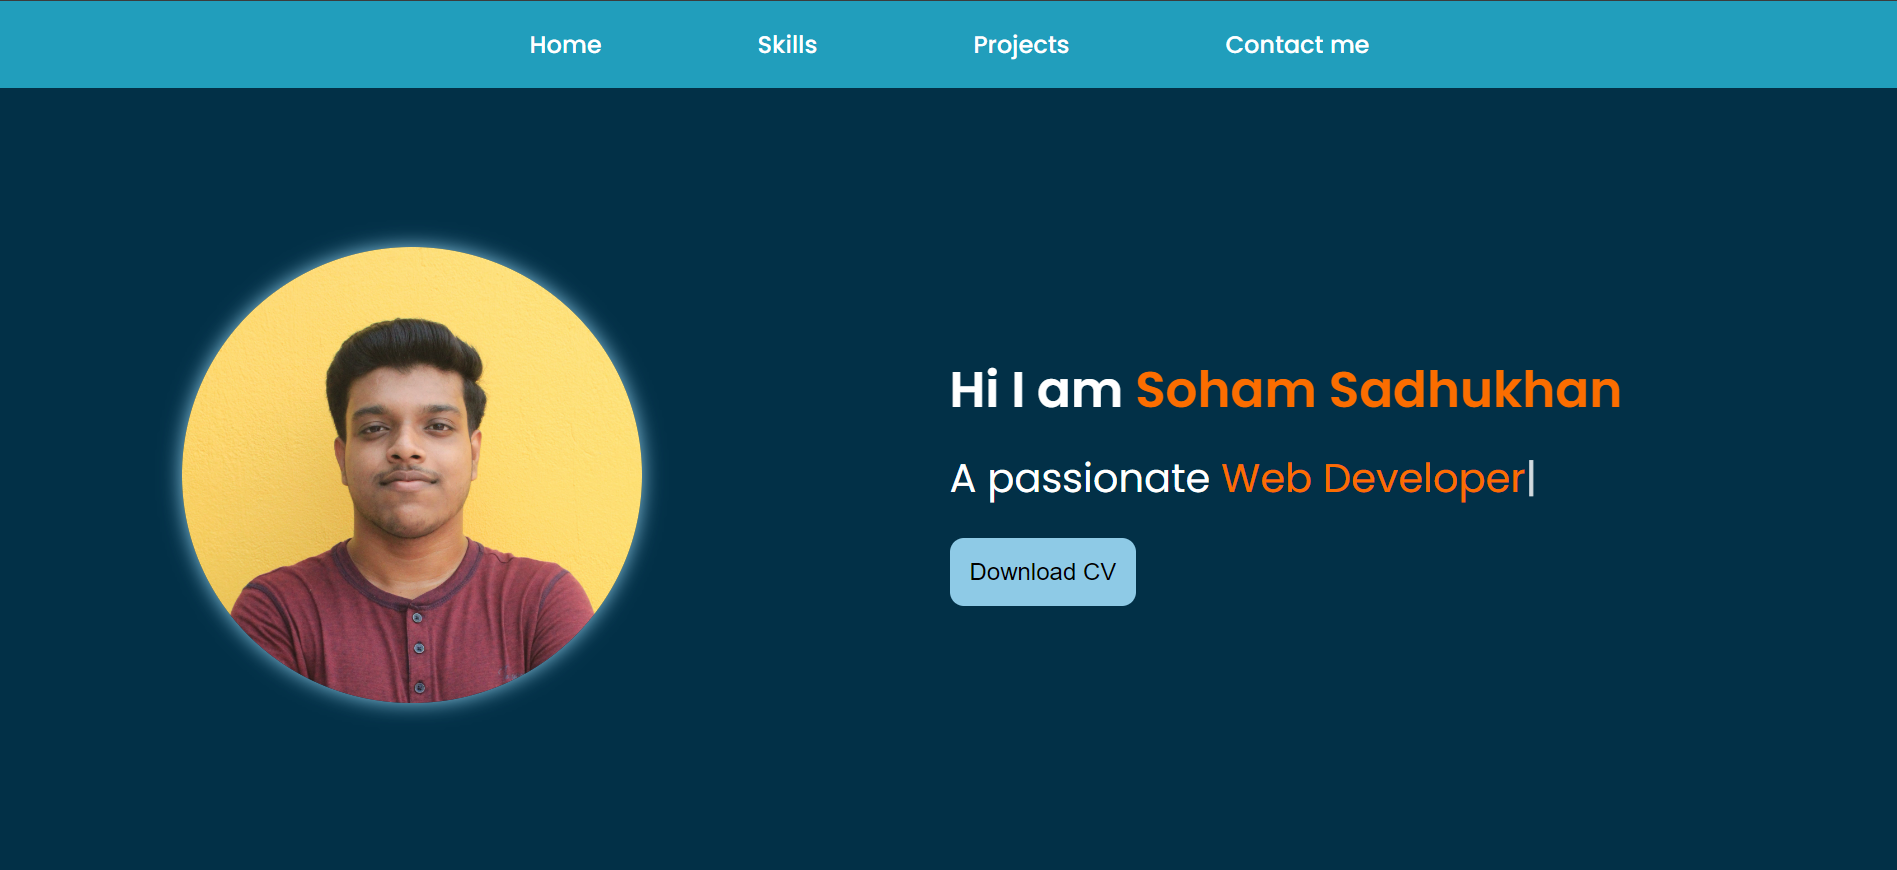 Home Skills Projects Contact me
Hi I am Soham Sadhukhan
A passionate Web Developer|
Download CV